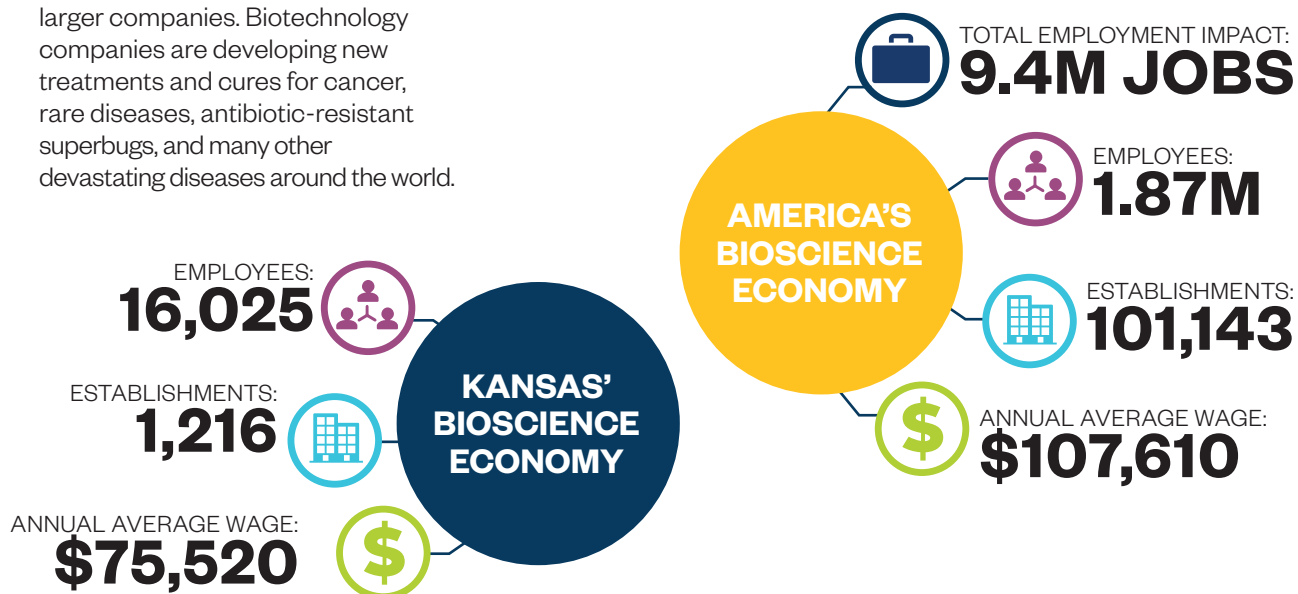 larger companies. Biotechnology
companies are developing new
treatments and cures for cancer,
rare diseases, antibiotic-resistant
superbugs, and many other
devastating diseases around the world.
EMPLOYEES:
16,025
ESTABLISHMENTS:
1,216
ANNUAL AVERAGE WAGE:
$75,520
KANSAS'
BIOSCIENCE
ECONOMY
$
AMERICA'S
BIOSCIENCE
ECONOMY
TOTAL EMPLOYMENT IMPACT:
9.4M JOBS
EMPLOYEES:
1.87M
ESTABLISHMENTS:
101,143
$
ANNUAL AVERAGE WAGE:
$107,610